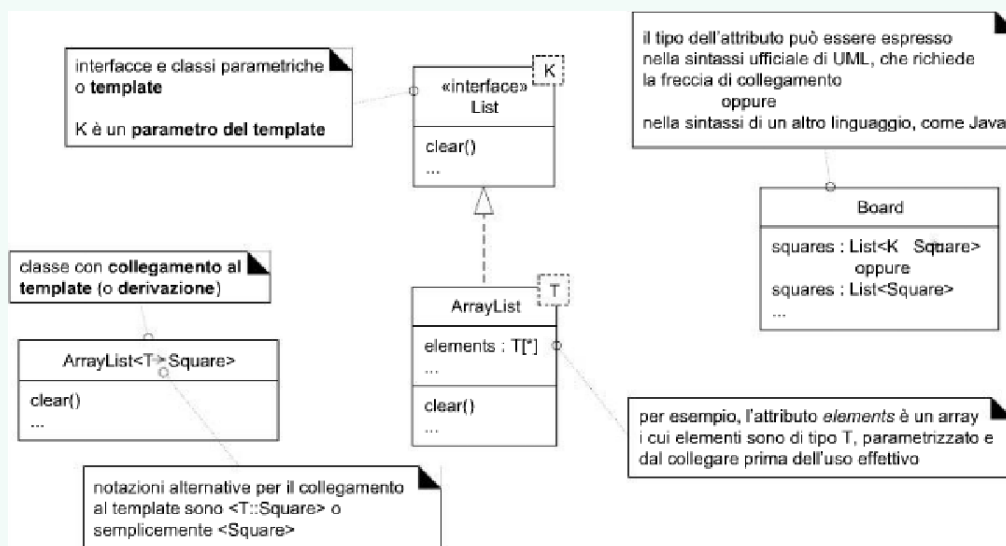 interfacce e classi parametriche
o template
K è un parametro del template
K
«interface»
List
clear()
...
il tipo dell'attributo può essere espresso
nella sintassi ufficiale di UML, che richiede
la freccia di collegamento
oppure
nella sintassi di un altro linguaggio, come Java
Board
squares : List<K Square>
oppure
squares : List<Square>
...
classe con collegamento al
template (o derivazione)
ArrayList<T->Square>
clear()
...
T
ArrayList
elements : T[*]
...
clear()
...
per esempio, l'attributo elements è un array
i cui elementi sono di tipo T, parametrizzato e
dal collegare prima dell'uso effettivo
notazioni alternative per il collegamento
al template sono <T::Square> o
semplicemente <Square>